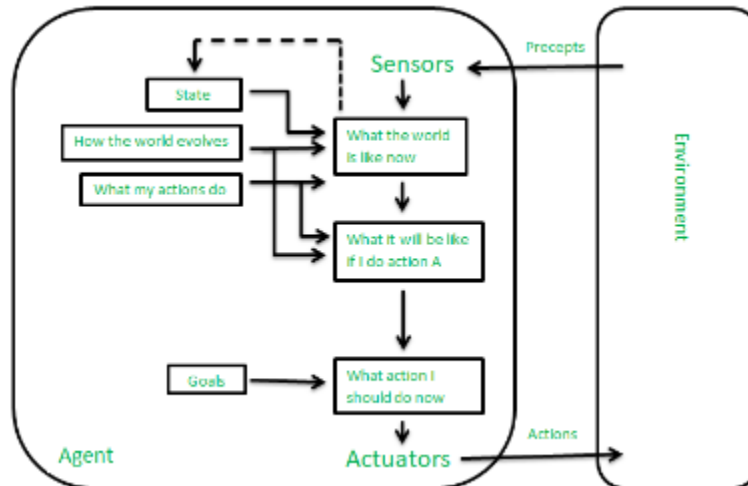 Precepts
Sensors
State
What the world
is like now
How the world evolves
What my actions do
Environment
What it will be like
if I do action A
Goals
What action I
should do now
Agent
Actuators
Actions